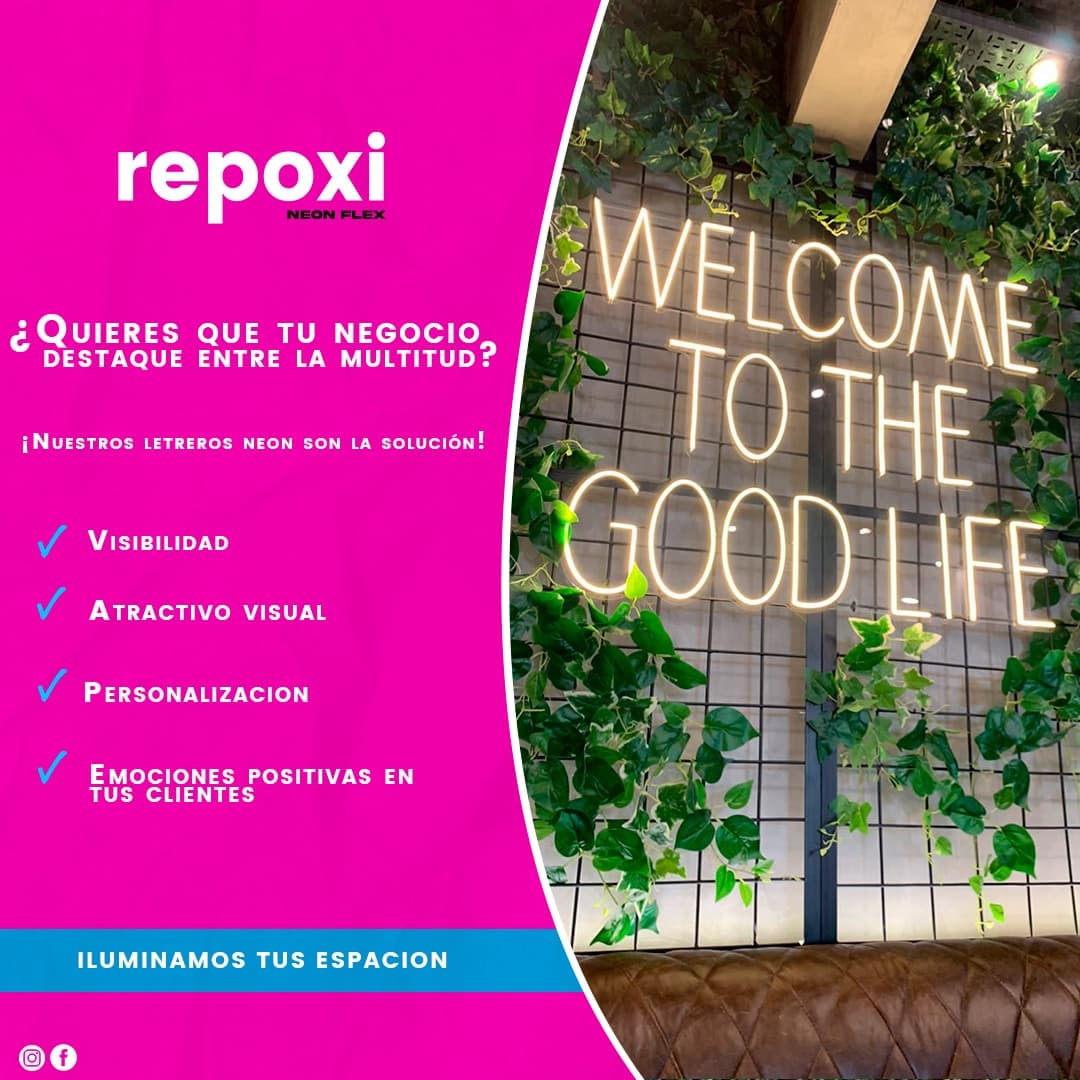 repoxi
NEON FLEX
¿QUIERES QUE TU NEGOCIO
DESTAQUE ENTRE LA MULTITUD?
¡NUESTROS LETREROS NEON SON LA SOLUCIÓN!
VISIBILIDAD
ATRACTIVO VISUAL
PERSONALIZACION
EMOCIONES POSITIVAS EN
TUS CLIENTES
ILUMINAMOS TUS ESPACION
WELCOME
TO THE
GOOD LIFE